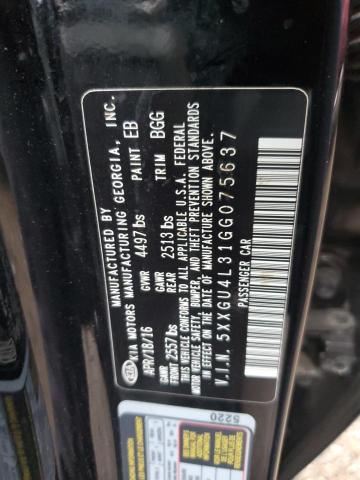 MANUFACTURED BY
KIA MOTORS MANUFACTURING GEORGIA, INC.
APR/18/16 GVWR 4497 lbs PAINT EB
GAWR FRONT 2557 lbs GAWR REAR 2513 lbs TRIM BGG
THIS VEHICLE CONFORMS TO ALL APPLICABLE U.S.A. FEDERAL
MOTOR VEHICLE SAFETY, BUMPER, AND THEFT PREVENTION
STANDARDS IN EFFECT ON THE DATE OF MANUFACTURE SHOWN ABOVE.
V.I.N. 5XXGU4L31GG075637
PASSENGER CAR
5220